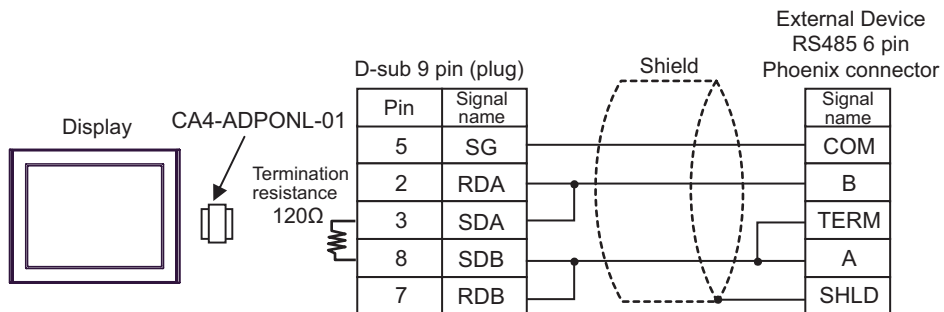 External Device
RS485 6 pin
Phoenix connector
D-sub 9 pin (plug)
Shield
Display
CA4-ADPONL-01
Termination
resistance
120Ω
Pin Signal name
5 SG
2 RDA
3 SDA
8 SDB
7 RDB
Signal name
COM
B
TERM
A
SHLD